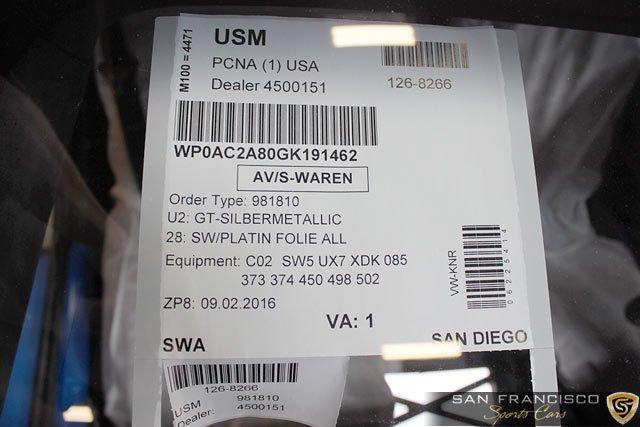 M100 = 4471
USM
PCNA (1) USA
Dealer 4500151
126-8266
WP0AC2A80GK191462
AV/S-WAREN
Order Type: 981810
U2: GT-SILBERMETALLIC
28: SW/PLATIN FOLIE ALL
Equipment: C02 SW5 UX7 XDK 085
373 374 450 498 502
VW-KNR
06225414
ZP8: 09.02.2016
VA: 1
SWA
SAN DIEGO
126-8266
USM 981810
Dealer: 4500151
SAN FRANCISCO
Sports Cars